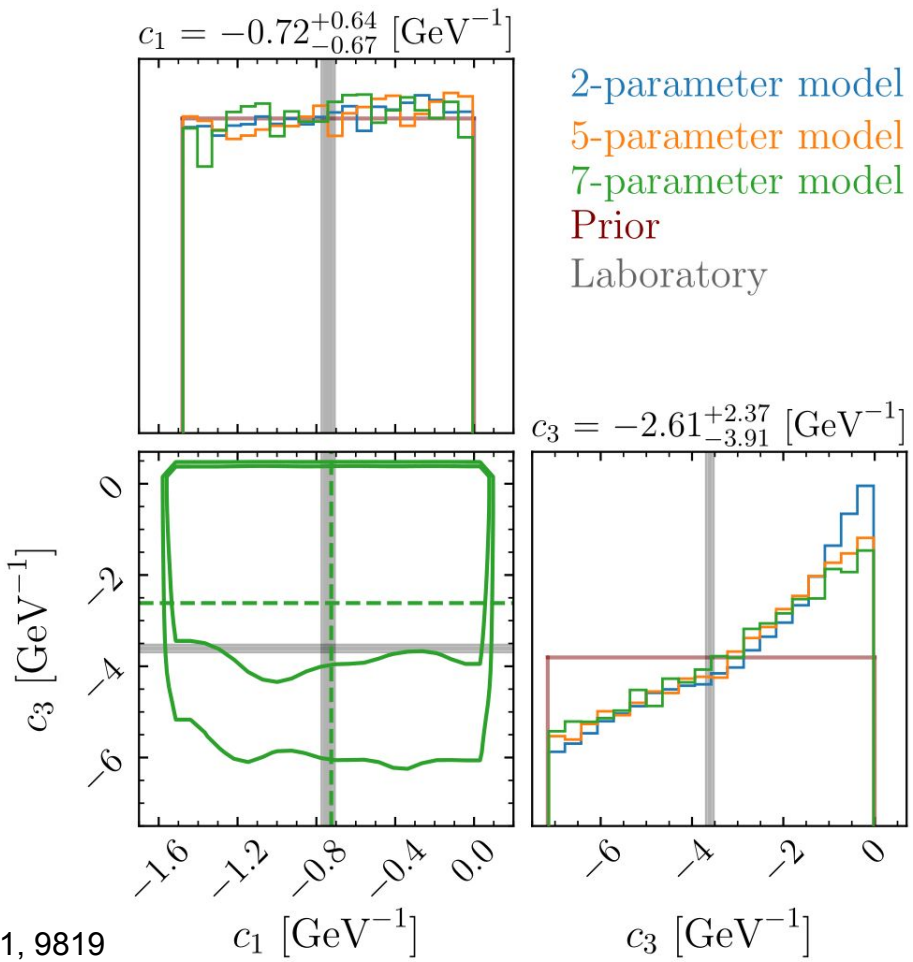 c₁ = −0.72^{+0.64}_{−0.67} [GeV⁻¹]
2-parameter model
5-parameter model
7-parameter model
Prior
Laboratory
c₃ = −2.61^{+2.37}_{−3.91} [GeV⁻¹]
0
−2
−4
−6
c₃ [GeV⁻¹]
−1.6 −1.2 −0.8 −0.4 0.0
−6 −4 −2 0
c₁ [GeV⁻¹]
c₃ [GeV⁻¹]
1, 9819